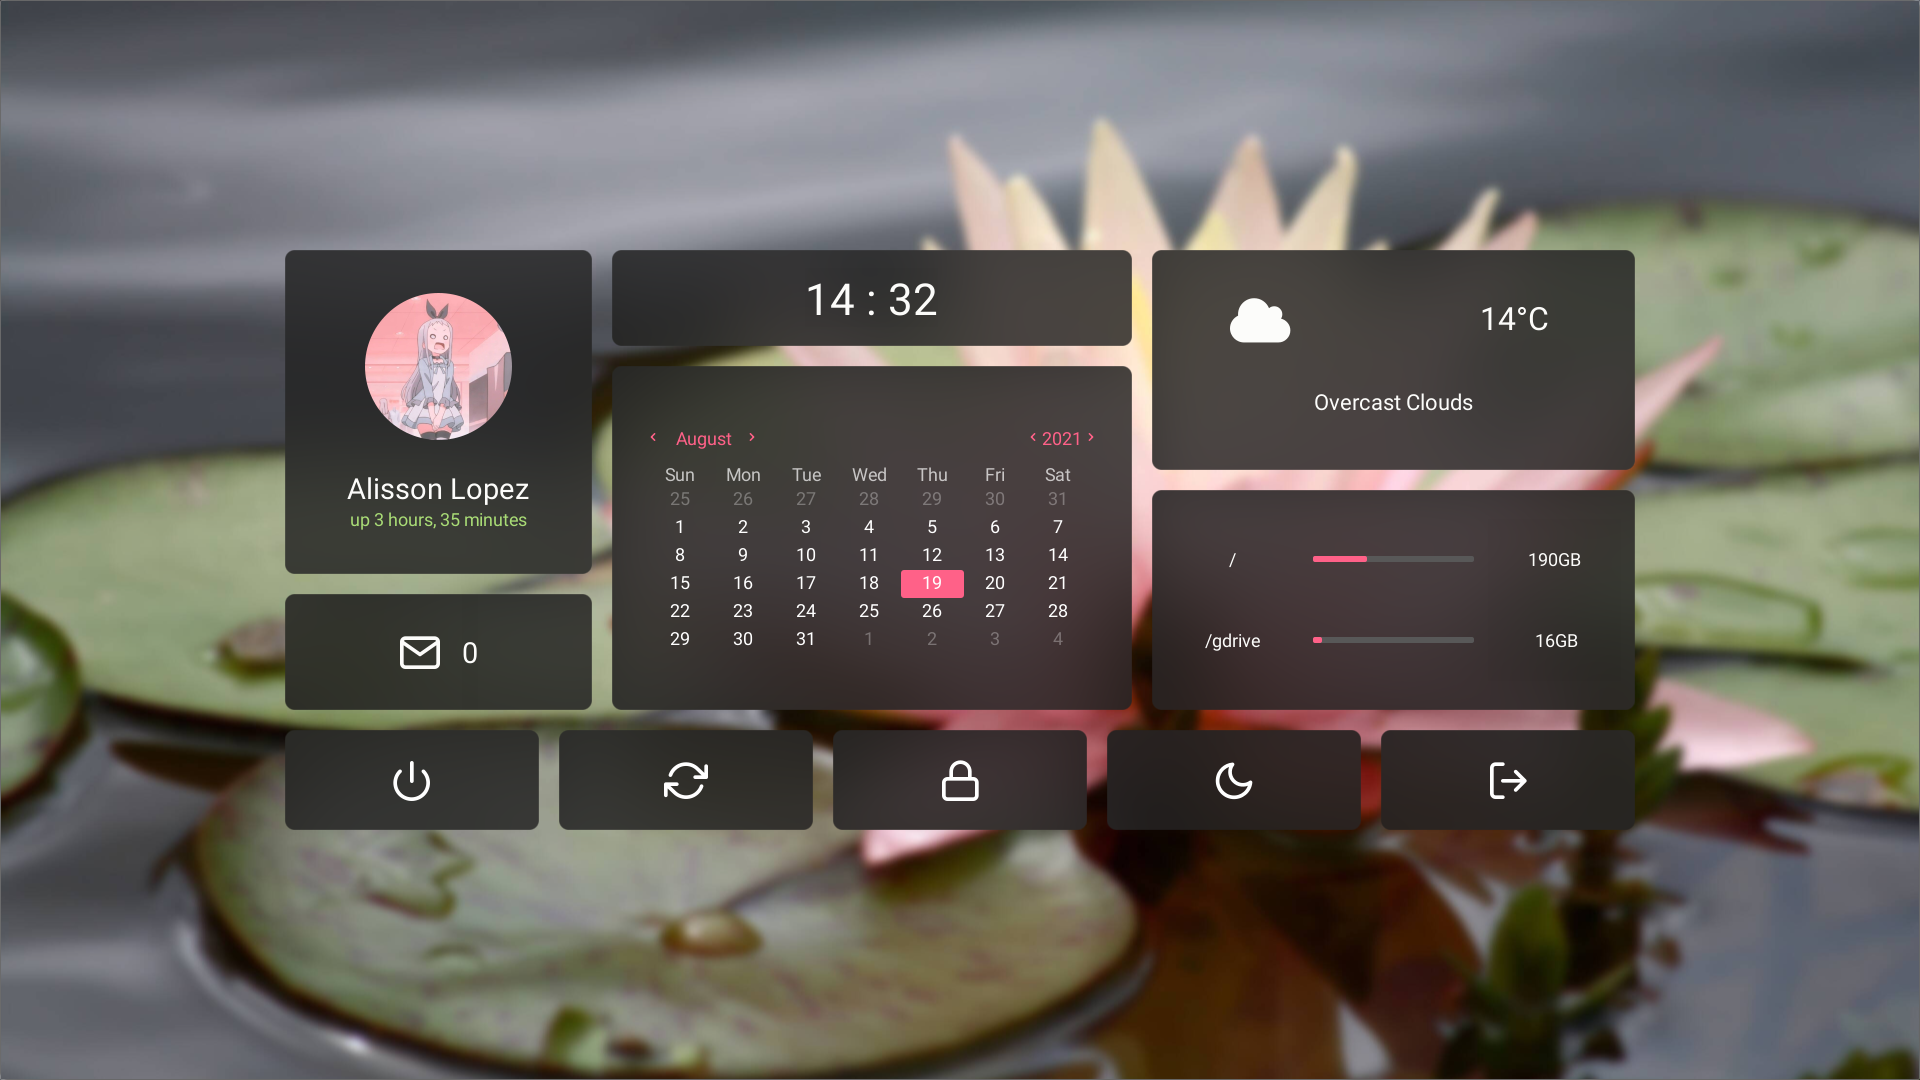 Alisson Lopez
up 3 hours, 35 minutes
0
14 : 32
‹ August › ‹ 2021 ›
Sun Mon Tue Wed Thu Fri Sat
25 26 27 28 29 30 31
1 2 3 4 5 6 7
8 9 10 11 12 13 14
15 16 17 18 19 20 21
22 23 24 25 26 27 28
29 30 31 1 2 3 4
14°C
Overcast Clouds
/ 190GB
/gdrive 16GB